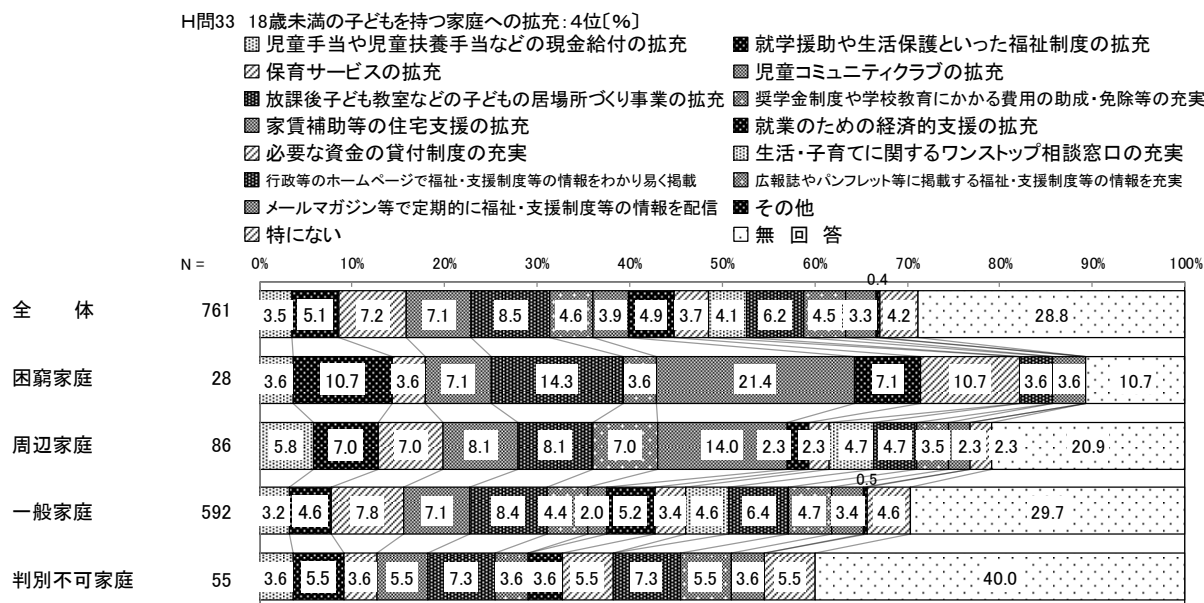 H問33 18歳未満の子どもを持つ家庭への拡充：4位〔%〕
児童手当や児童扶養手当などの現金給付の拡充 就学援助や生活保護といった福祉制度の拡充
保育サービスの拡充 児童コミュニティクラブの拡充
放課後子ども教室などの子どもの居場所づくり事業の拡充 奨学金制度や学校教育にかかる費用の助成・免除等の充実
家賃補助等の住宅支援の拡充 就業のための経済的支援の拡充
必要な資金の貸付制度の充実 生活・子育てに関するワンストップ相談窓口の充実
行政等のホームページで福祉・支援制度等の情報をわかり易く掲載 広報誌やパンフレット等に掲載する福祉・支援制度等の情報を充実
メールマガジン等で定期的に福祉・支援制度等の情報を配信 その他
特にない 無 回 答
N = 0% 10% 20% 30% 40% 50% 60% 70% 80% 90% 100%
0.4
全 体 761 3.5 5.1 7.2 7.1 8.5 4.6 3.9 4.9 3.7 4.1 6.2 4.5 3.3 4.2 28.8
困窮家庭 28 3.6 10.7 3.6 7.1 14.3 3.6 21.4 7.1 10.7 3.6 3.6 10.7
周辺家庭 86 5.8 7.0 7.0 8.1 8.1 7.0 14.0 2.3 2.3 4.7 4.7 3.5 2.3 2.3 20.9
0.5
一般家庭 592 3.2 4.6 7.8 7.1 8.4 4.4 2.0 5.2 3.4 4.6 6.4 4.7 3.4 4.6 29.7
判別不可家庭 55 3.6 5.5 3.6 5.5 7.3 3.6 3.6 5.5 7.3 5.5 3.6 5.5 40.0